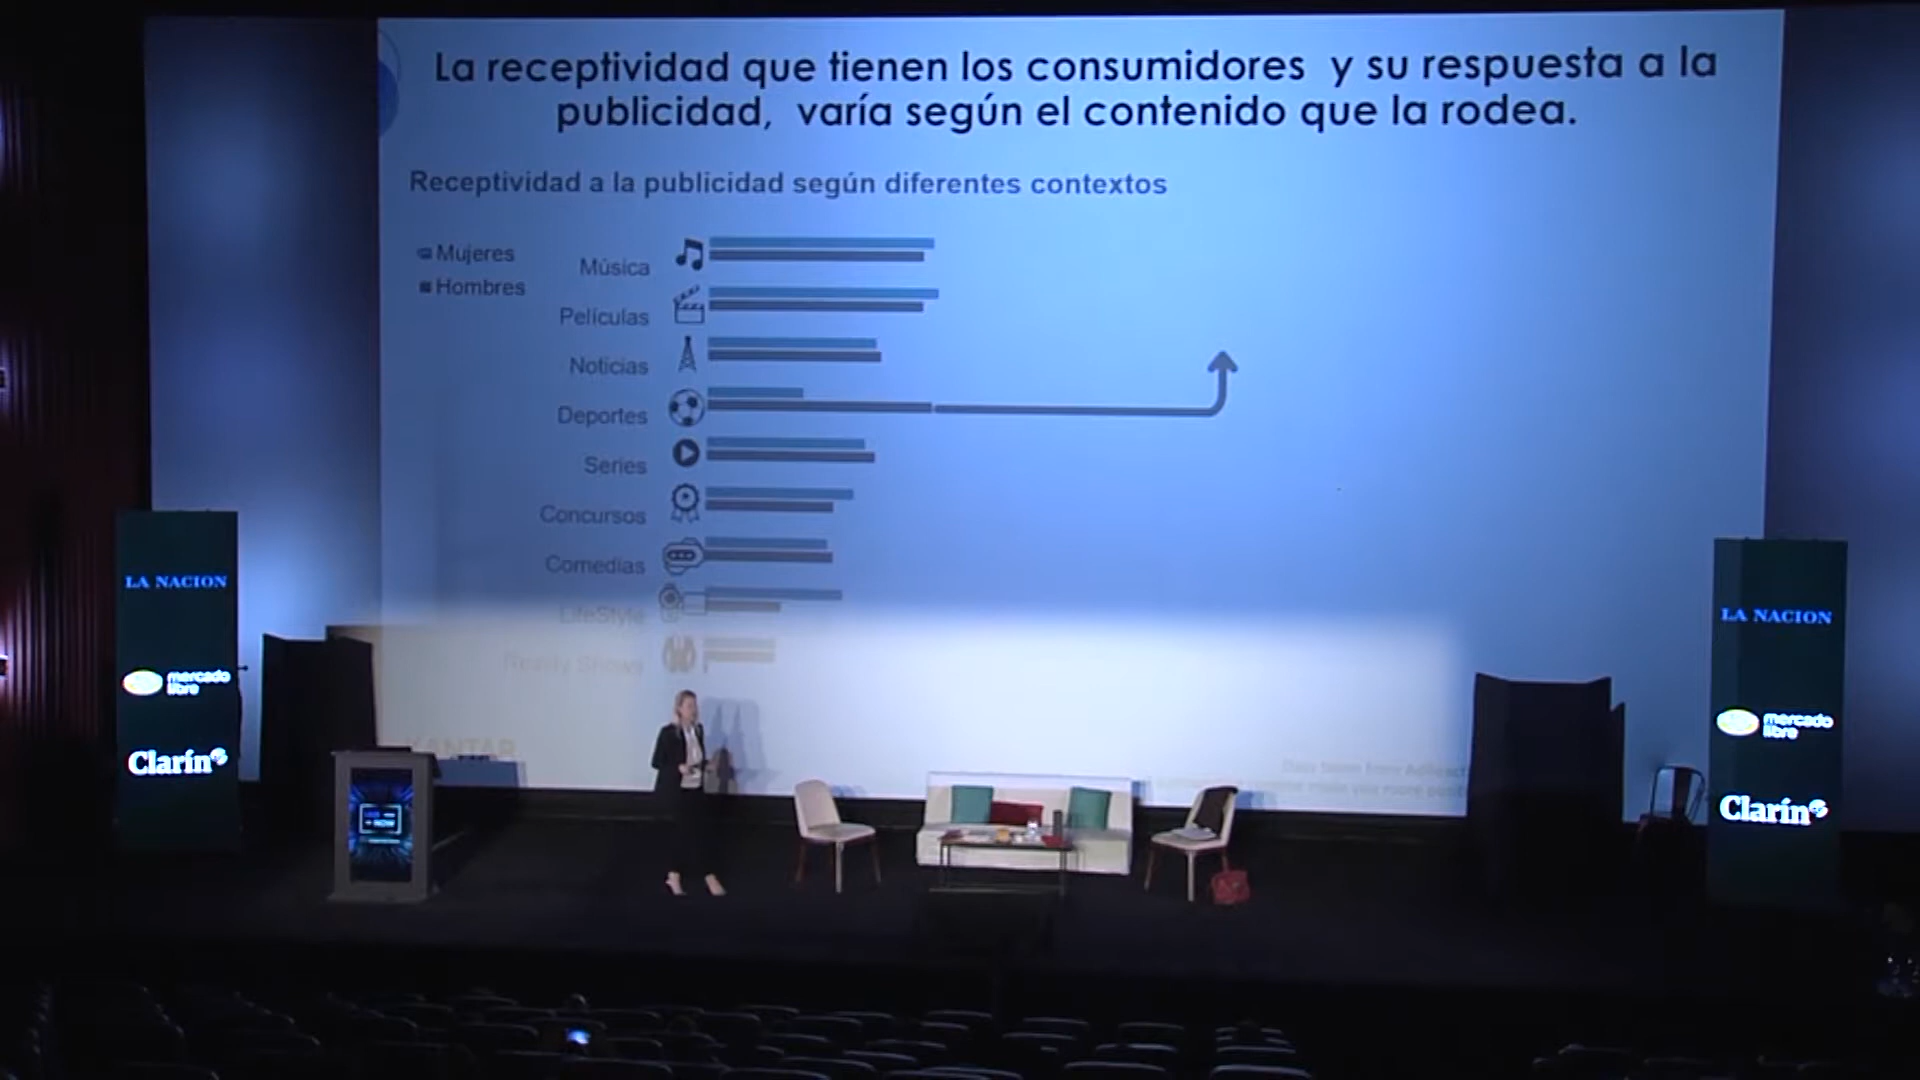 La receptividad que tienen los consumidores y su respuesta a la
publicidad, varía según el contenido que la rodea.
Receptividad a la publicidad según diferentes contextos
Mujeres
Hombres
Música
Películas
Noticias
Deportes
Series
Concursos
Comedias
LifeStyle
KANTAR
LA NACION
mercado
libre
Clarín
NOW
LA NACION
mercado
libre
Clarín